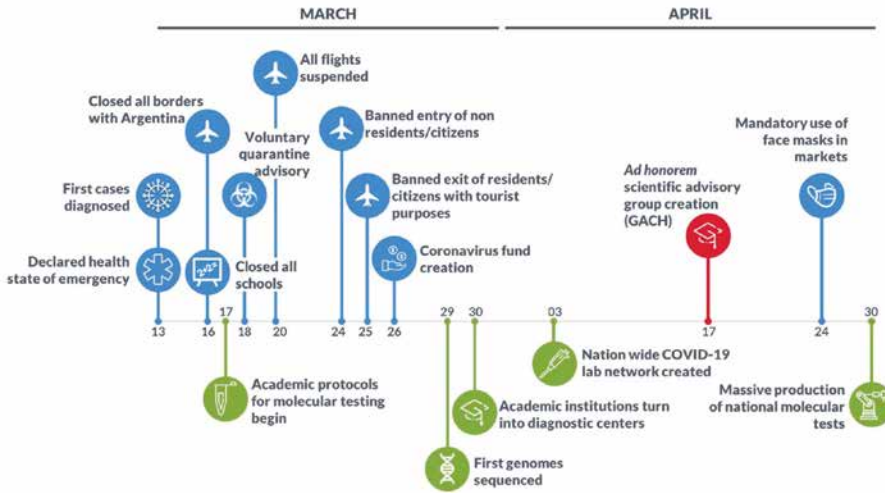 MARCH
APRIL
All flights
suspended
Closed all borders
with Argentina
Banned entry of non
residents/citizens
Voluntary
quarantine
advisory
Mandatory use of
face masks in
markets
First cases
diagnosed
Banned exit of residents/
citizens with tourist
purposes
Ad honorem
scientific advisory
group creation
(GACH)
Declared health
state of emergency
Closed all
schools
Coronavirus fund
creation
17
29
30
03
30
13
16
18
20
24
25
26
17
24
Academic protocols
for molecular testing
begin
Nation wide COVID-19
lab network created
Academic institutions turn
into diagnostic centers
Massive production
of national molecular
tests
First genomes
sequenced